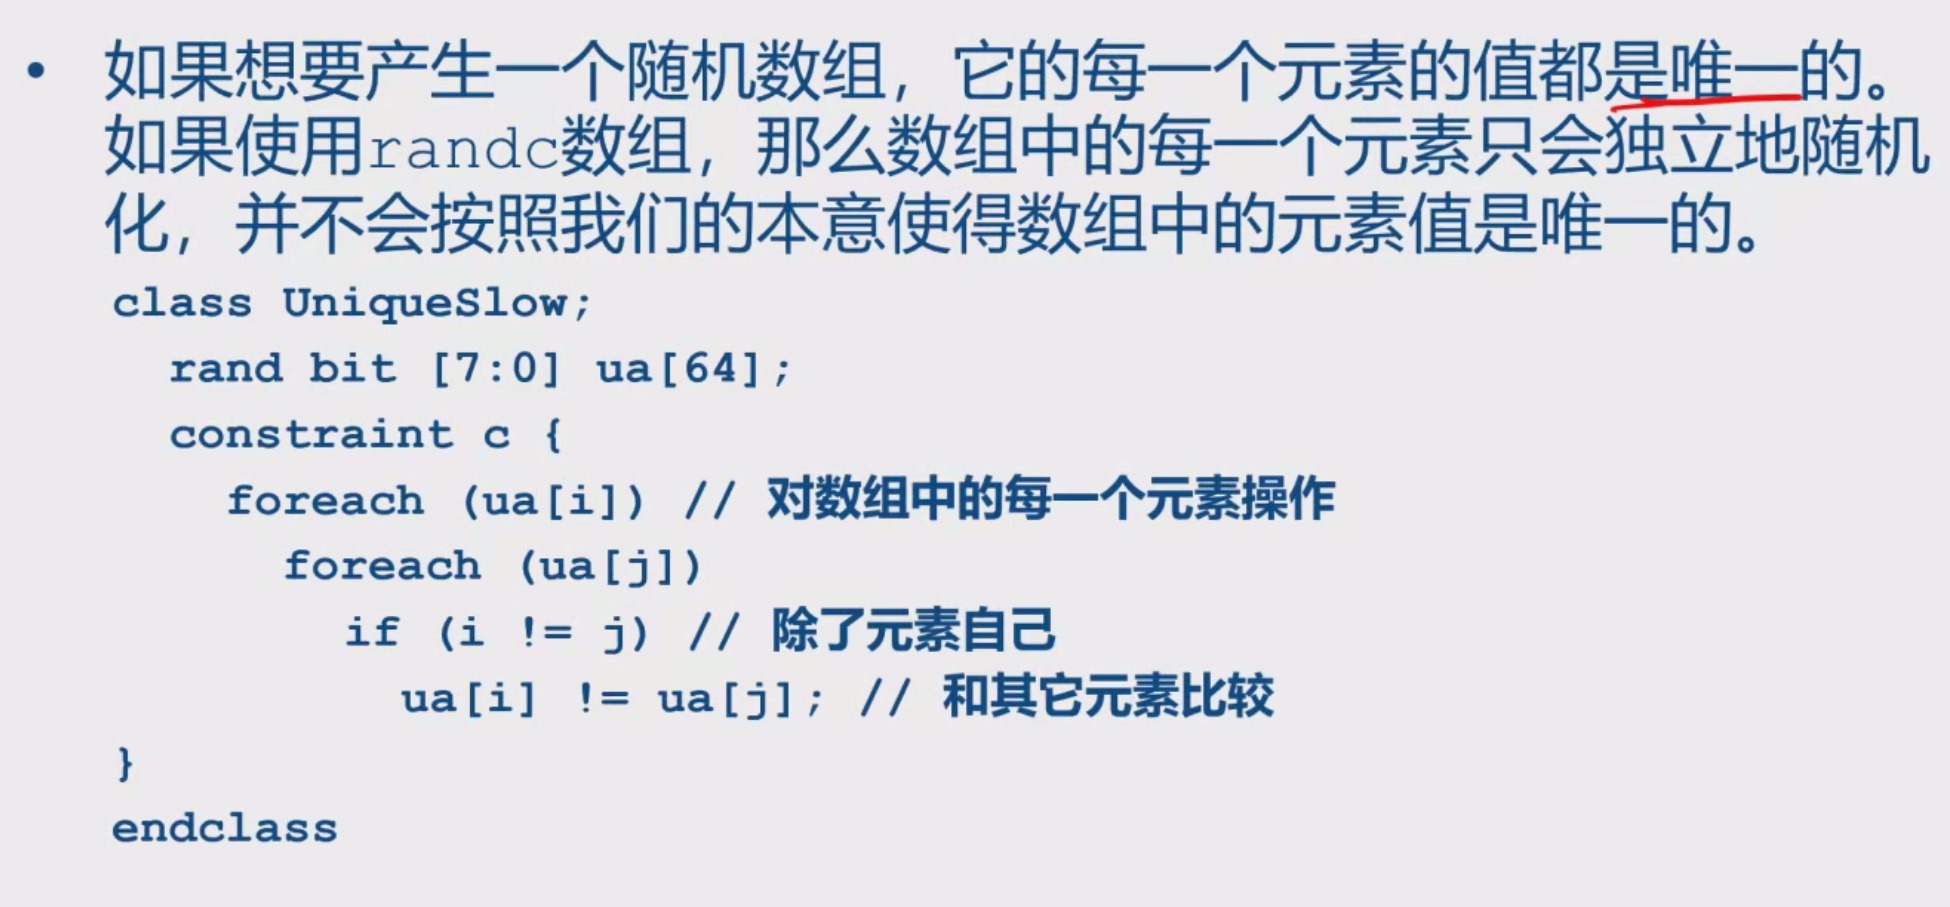 • 如果想要产生一个随机数组，它的每一个元素的值都是唯一的。
如果使用randc数组，那么数组中的每一个元素只会独立地随机
化，并不会按照我们的本意使得数组中的元素值是唯一的。
class UniqueSlow;
rand bit [7:0] ua[64];
constraint c {
foreach (ua[i]) // 对数组中的每一个元素操作
foreach (ua[j])
if (i != j) // 除了元素自己
ua[i] != ua[j]; // 和其它元素比较
}
endclass